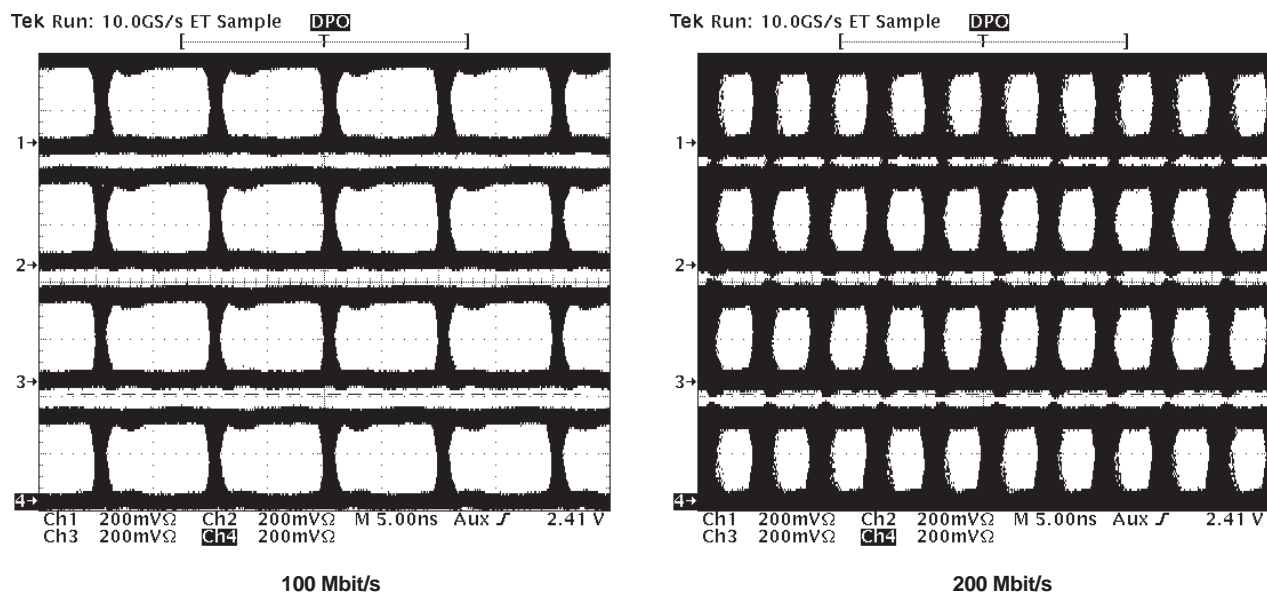 Tek Run: 10.0GS/s ET Sample DPO
[ T ]
1→
2→
3→
4→
Ch1 200mVΩ Ch2 200mVΩ M 5.00ns Aux ƒ 2.41 V
Ch3 200mVΩ Ch4 200mVΩ
100 Mbit/s
Tek Run: 10.0GS/s ET Sample DPO
[ T ]
1→
2→
3→
4→
Ch1 200mVΩ Ch2 200mVΩ M 5.00ns Aux ƒ 2.41 V
Ch3 200mVΩ Ch4 200mVΩ
200 Mbit/s